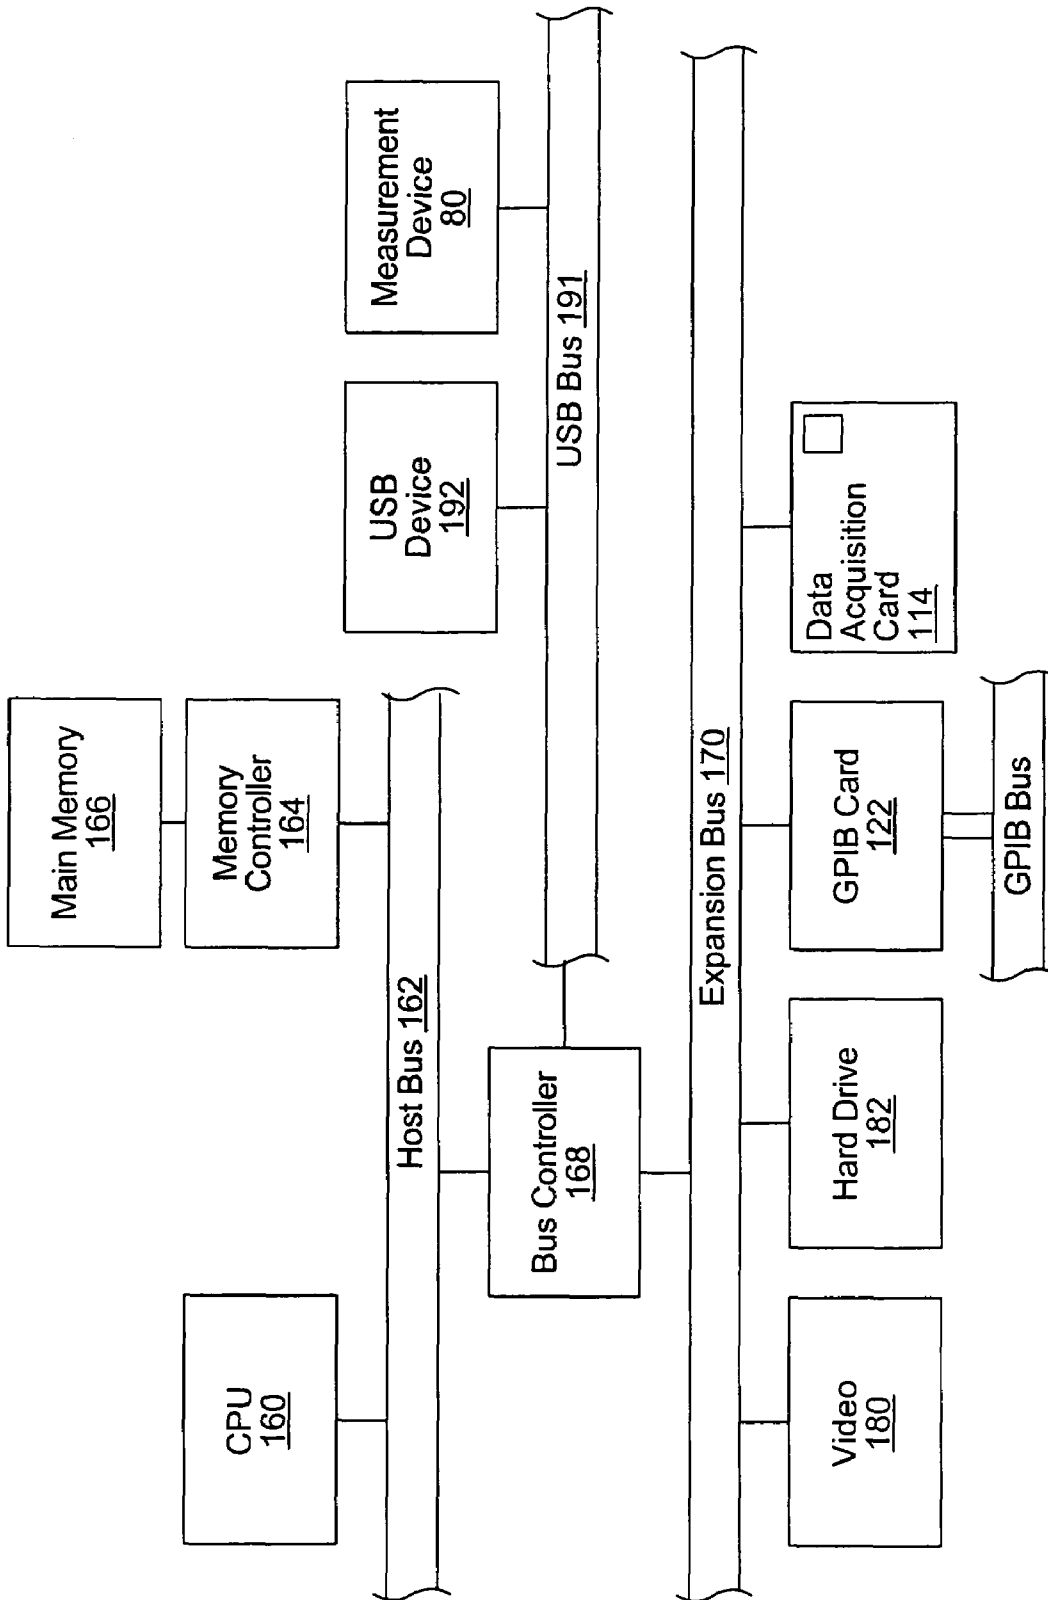 Main Memory
166
Memory
Controller
164
CPU
160
Host Bus 162
USB
Device
192
Measurement
Device
80
Bus Controller
168
USB Bus 191
Expansion Bus 170
Video
180
Hard Drive
182
GPIB Card
122
Data
Acquisition
Card
114
GPIB Bus